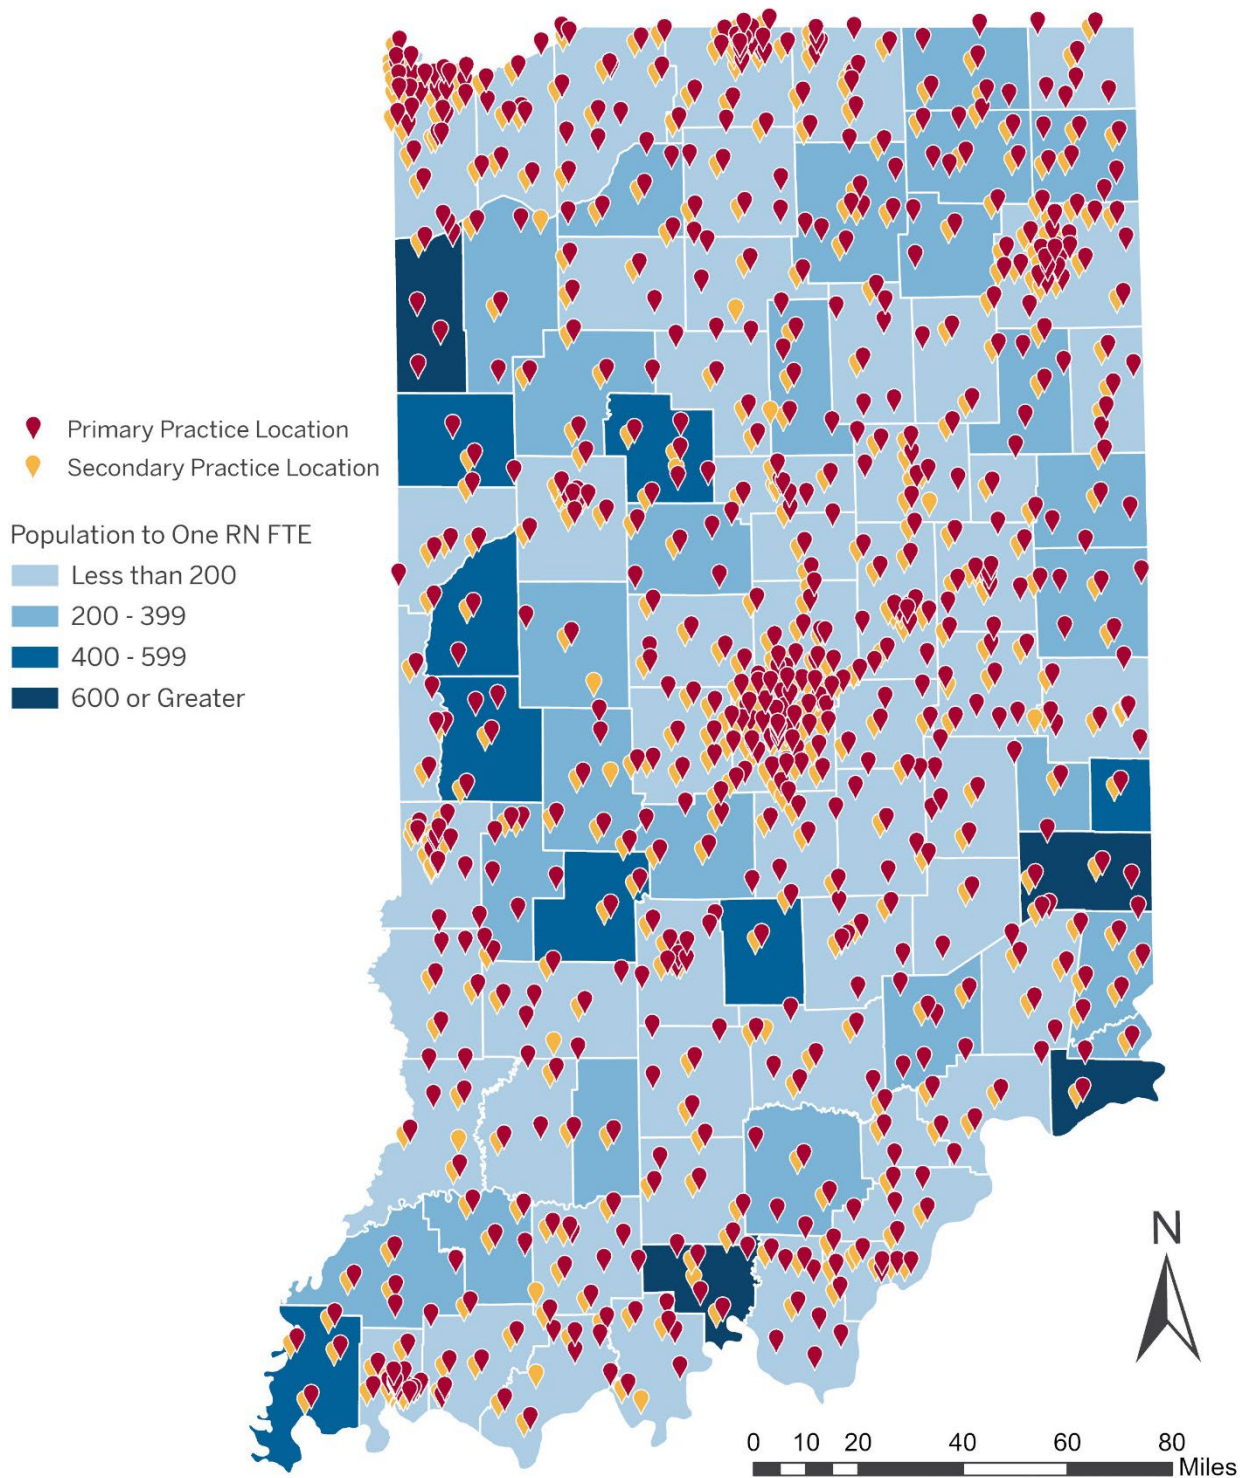 Primary Practice Location
Secondary Practice Location
Population to One RN FTE
Less than 200
200 - 399
400 - 599
600 or Greater
N
0 10 20 40 60 80
Miles